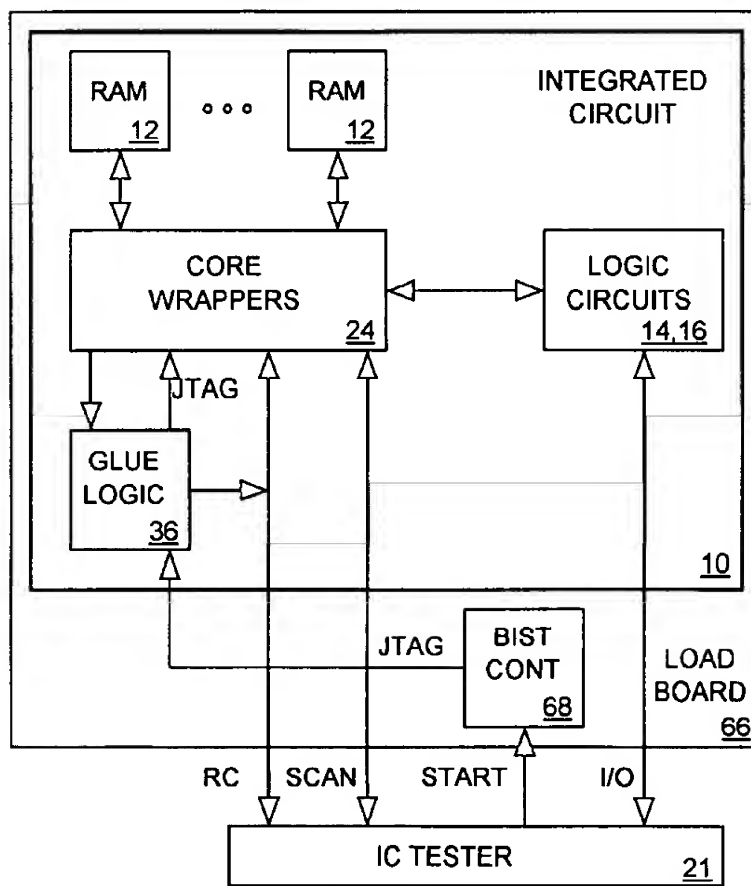 RAM
12
RAM
12
INTEGRATED
CIRCUIT
CORE
WRAPPERS
24
LOGIC
CIRCUITS
14,16
JTAG
GLUE
LOGIC
36
10
JTAG
BIST
CONT
68
LOAD
BOARD
66
RC
SCAN
START
I/O
IC TESTER
21